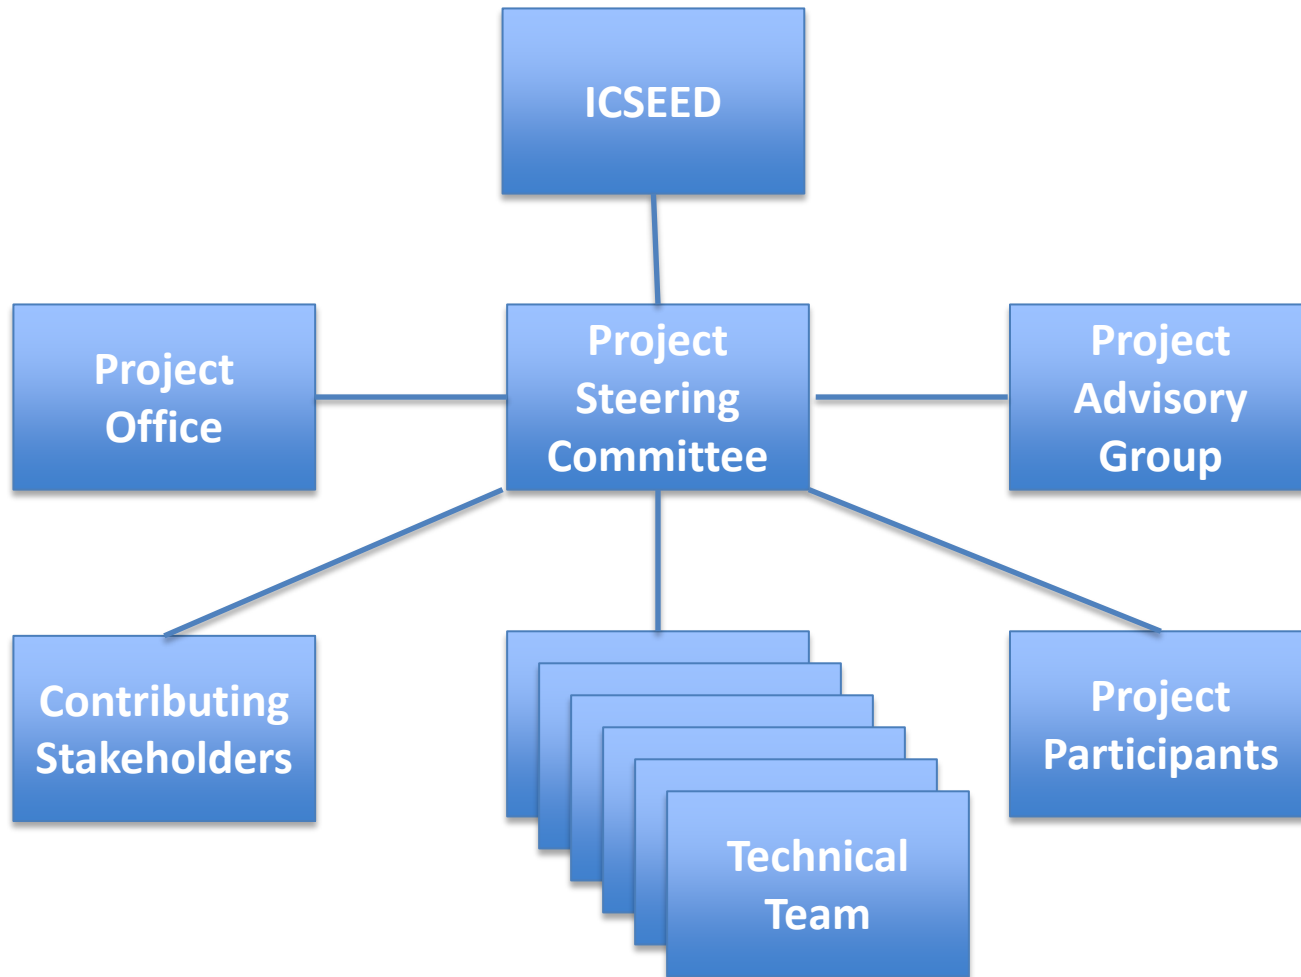 ICSEED
Project
Office
Project
Steering
Committee
Project
Advisory
Group
Contributing
Stakeholders
Technical
Team
Project
Participants